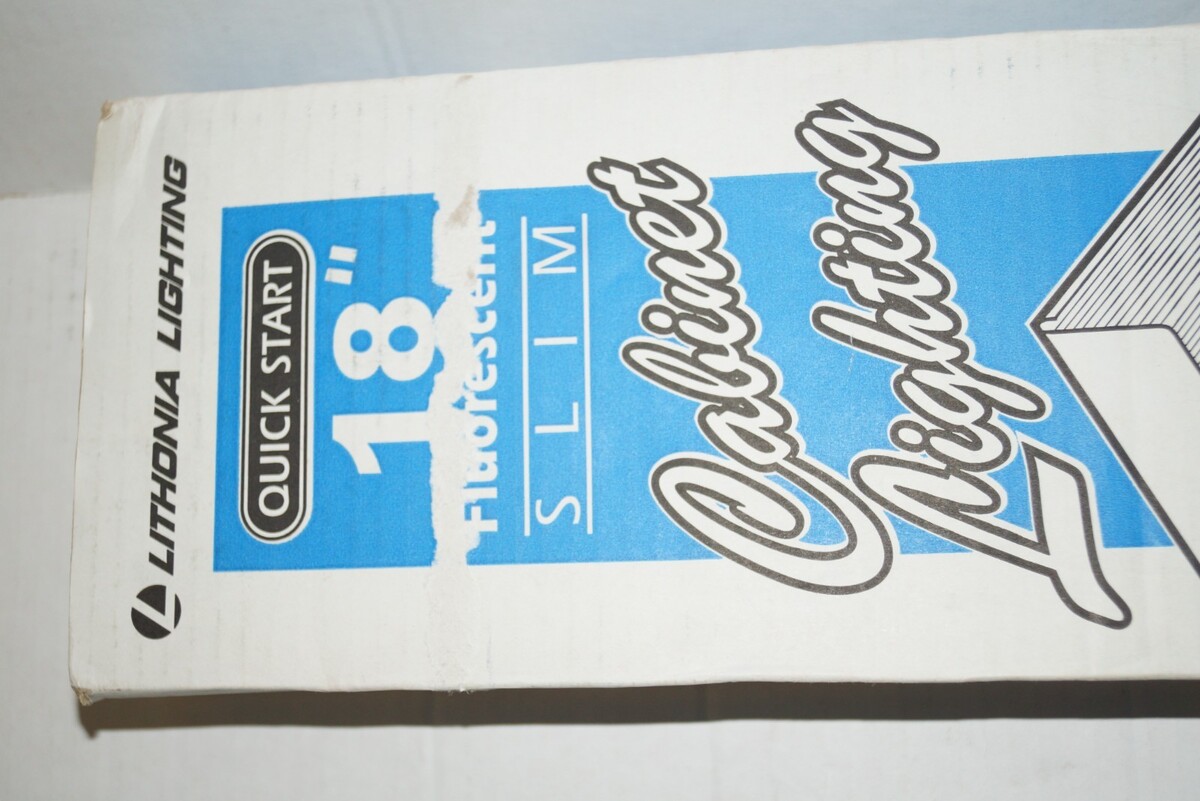 LITHONIA LIGHTING
QUICK START
18"
Fluorescent
SLIM
Cabinet
Lighting